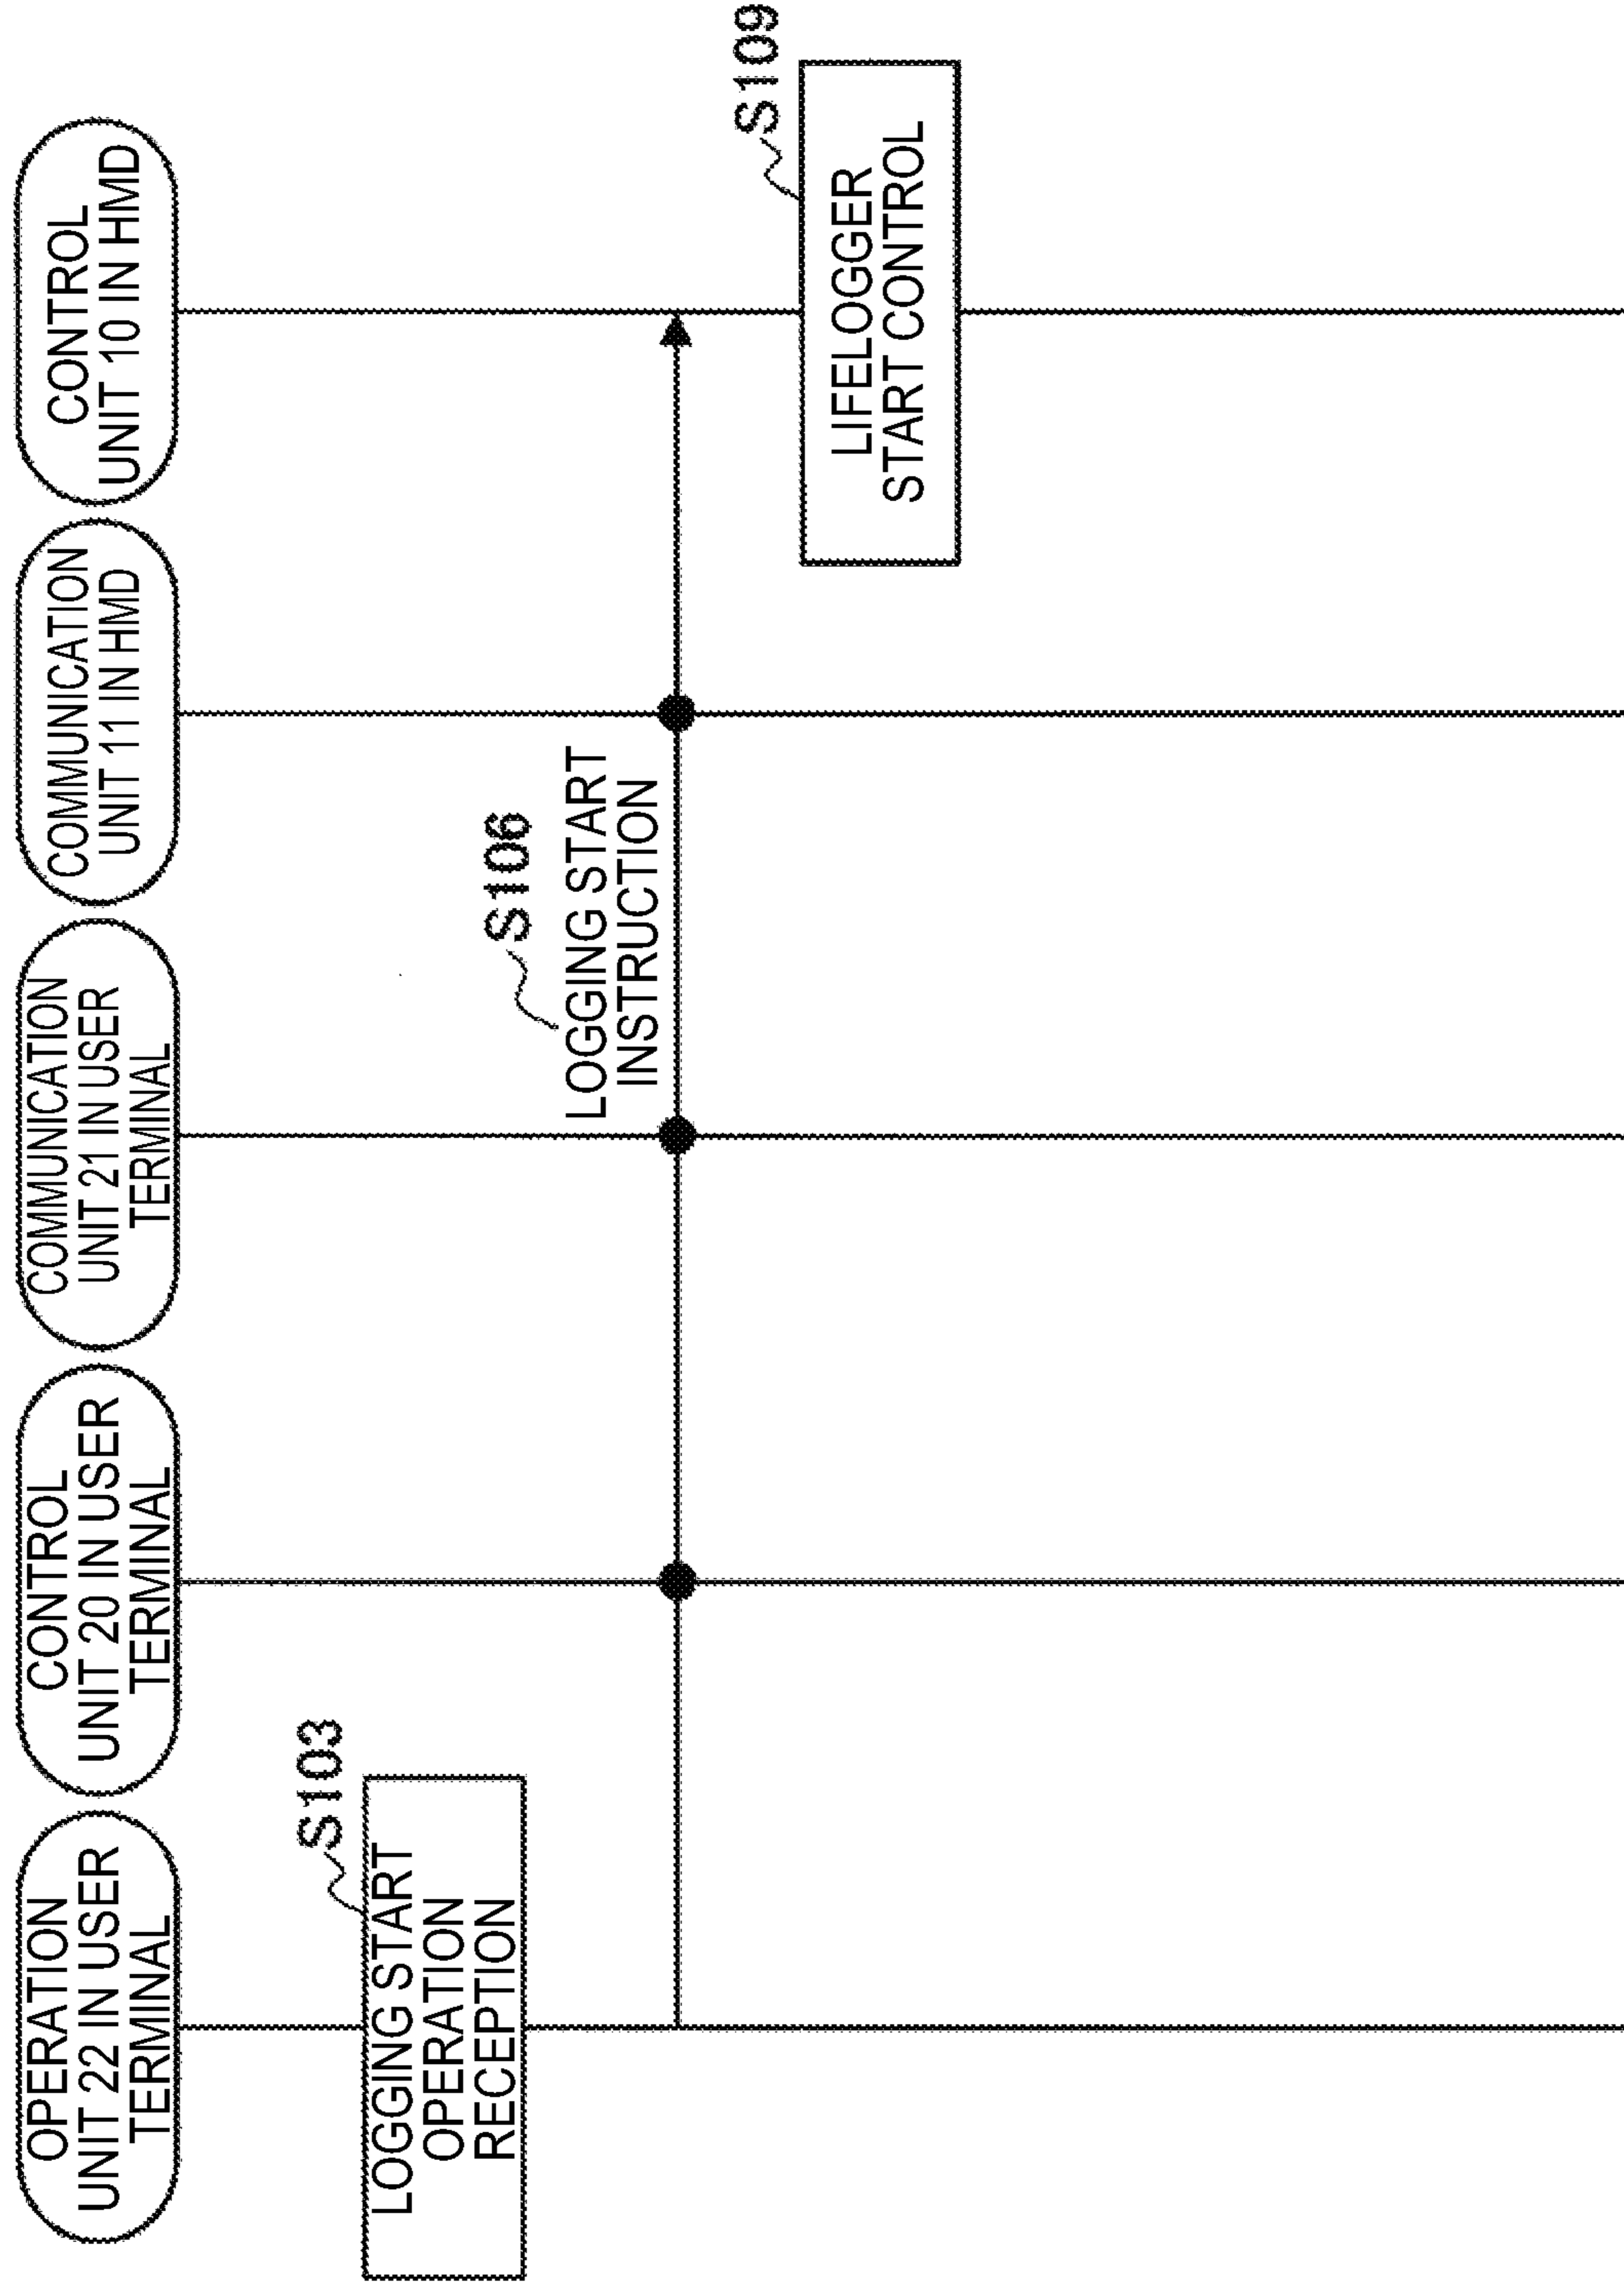 OPERATION
UNIT 22 IN USER
TERMINAL
CONTROL
UNIT 20 IN USER
TERMINAL
COMMUNICATION
UNIT 21 IN USER
TERMINAL
COMMUNICATION
UNIT 11 IN HMD
CONTROL
UNIT 10 IN HMD
S103
LOGGING START
OPERATION
RECEPTION
S106
LOGGING START
INSTRUCTION
S109
LIFELOGGER
START CONTROL